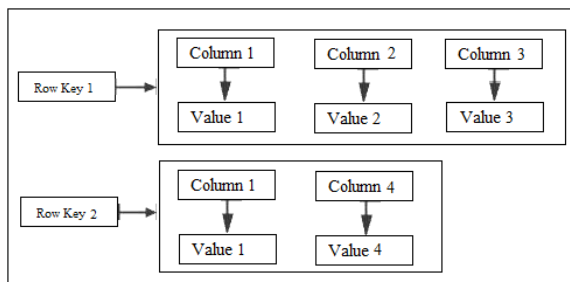 Column 1 Column 2 Column 3
Row Key 1
Value 1 Value 2 Value 3
Column 1 Column 4
Row Key 2
Value 1 Value 4